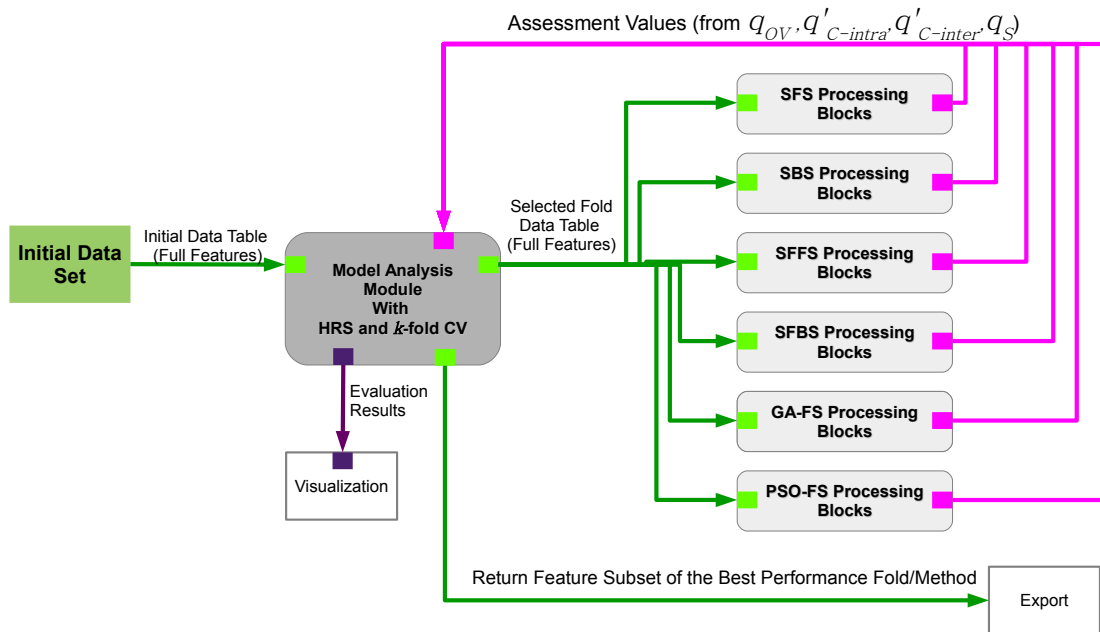 Assessment Values (from q_OV, q'_C-intra, q'_C-inter, q_S)
SFS Processing
Blocks
SBS Processing
Blocks
Selected Fold
Data Table
(Full Features)
Initial Data
Set
Initial Data Table
(Full Features)
Model Analysis
Module
With
HRS and k-fold CV
SFFS Processing
Blocks
SFBS Processing
Blocks
Evaluation
Results
GA-FS Processing
Blocks
Visualization
PSO-FS Processing
Blocks
Return Feature Subset of the Best Performance Fold/Method
Export